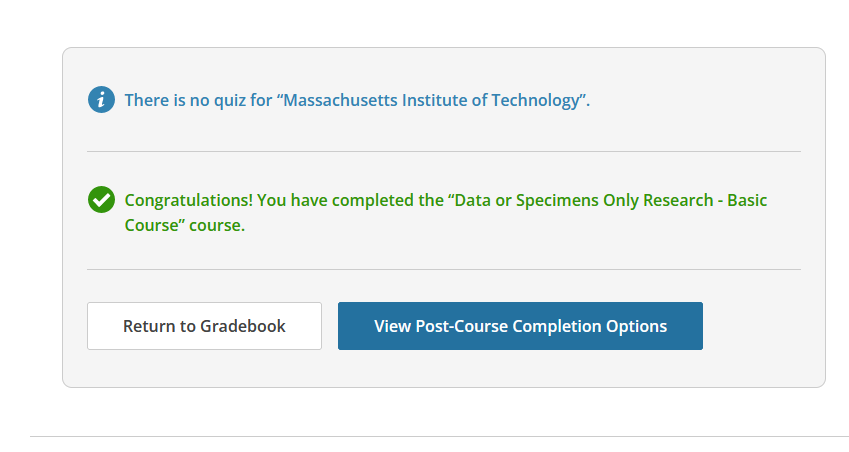 There is no quiz for “Massachusetts Institute of Technology”.
Congratulations! You have completed the “Data or Specimens Only Research - Basic
Course” course.
Return to Gradebook
View Post-Course Completion Options